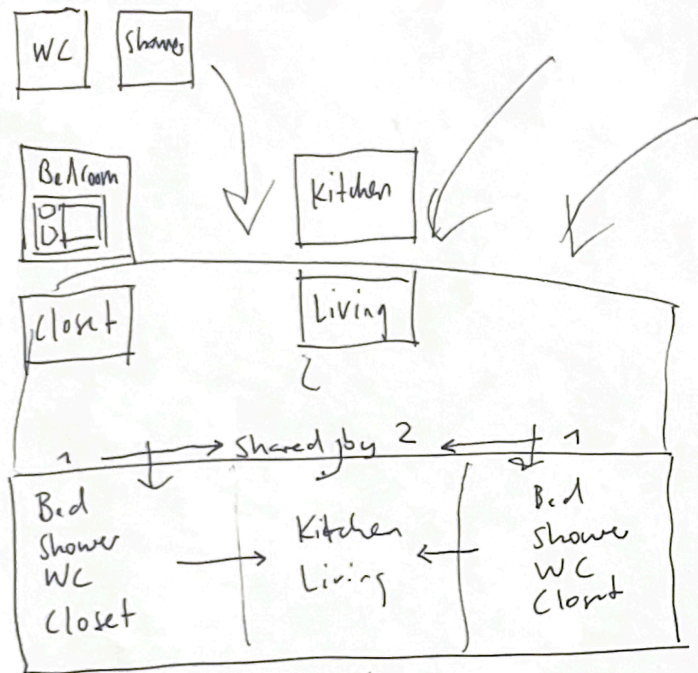 WC
Shower
Bedroom
Kitchen
Closet
Living
2
1 shared by 2 1
Bed
Shower
WC
Closet
Kitchen
Living
Bed
Shower
WC
Closet